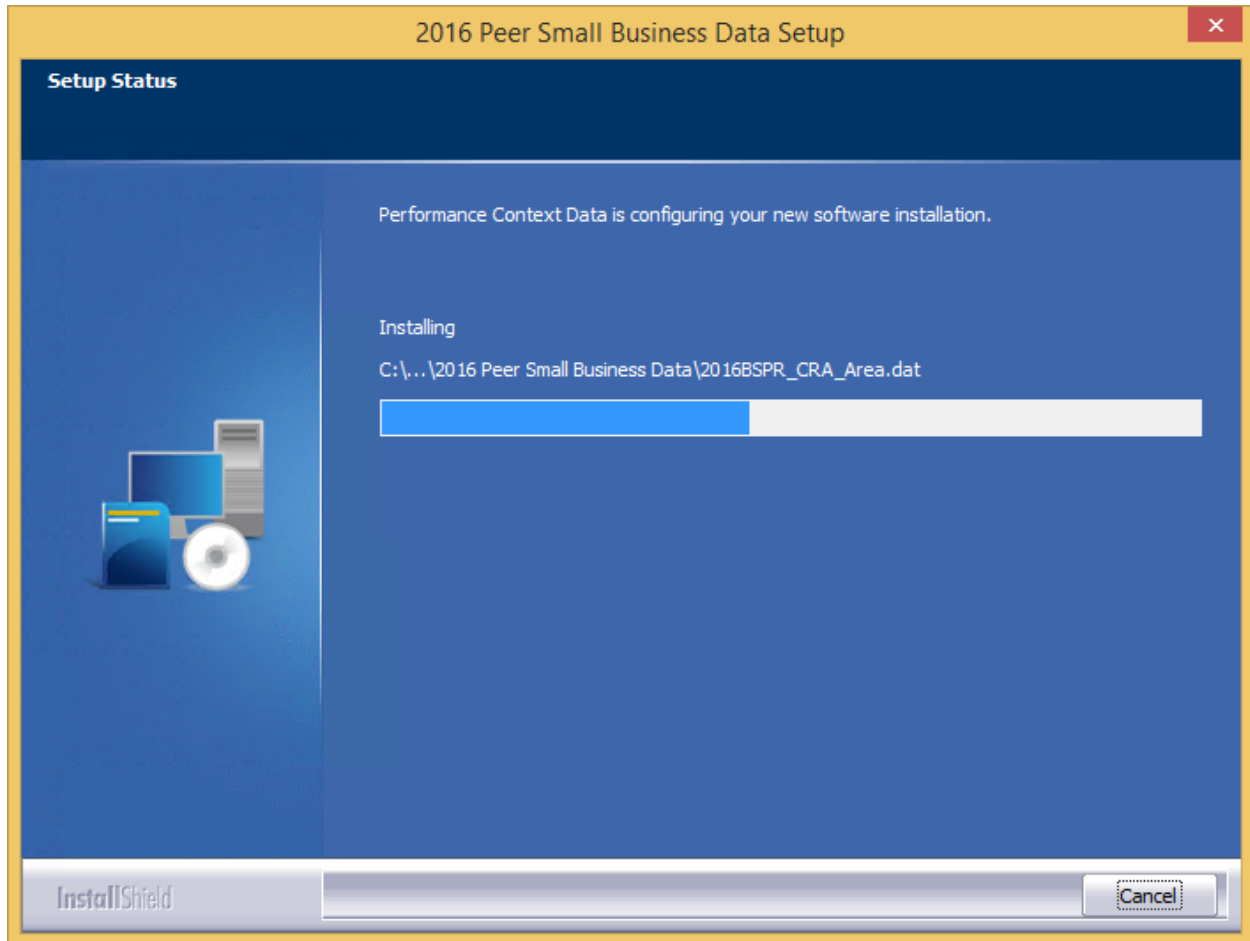 2016 Peer Small Business Data Setup
Setup Status
Performance Context Data is configuring your new software installation.
Installing
C:\...\2016 Peer Small Business Data\2016BSPR_CRA_Area.dat
InstallShield
Cancel